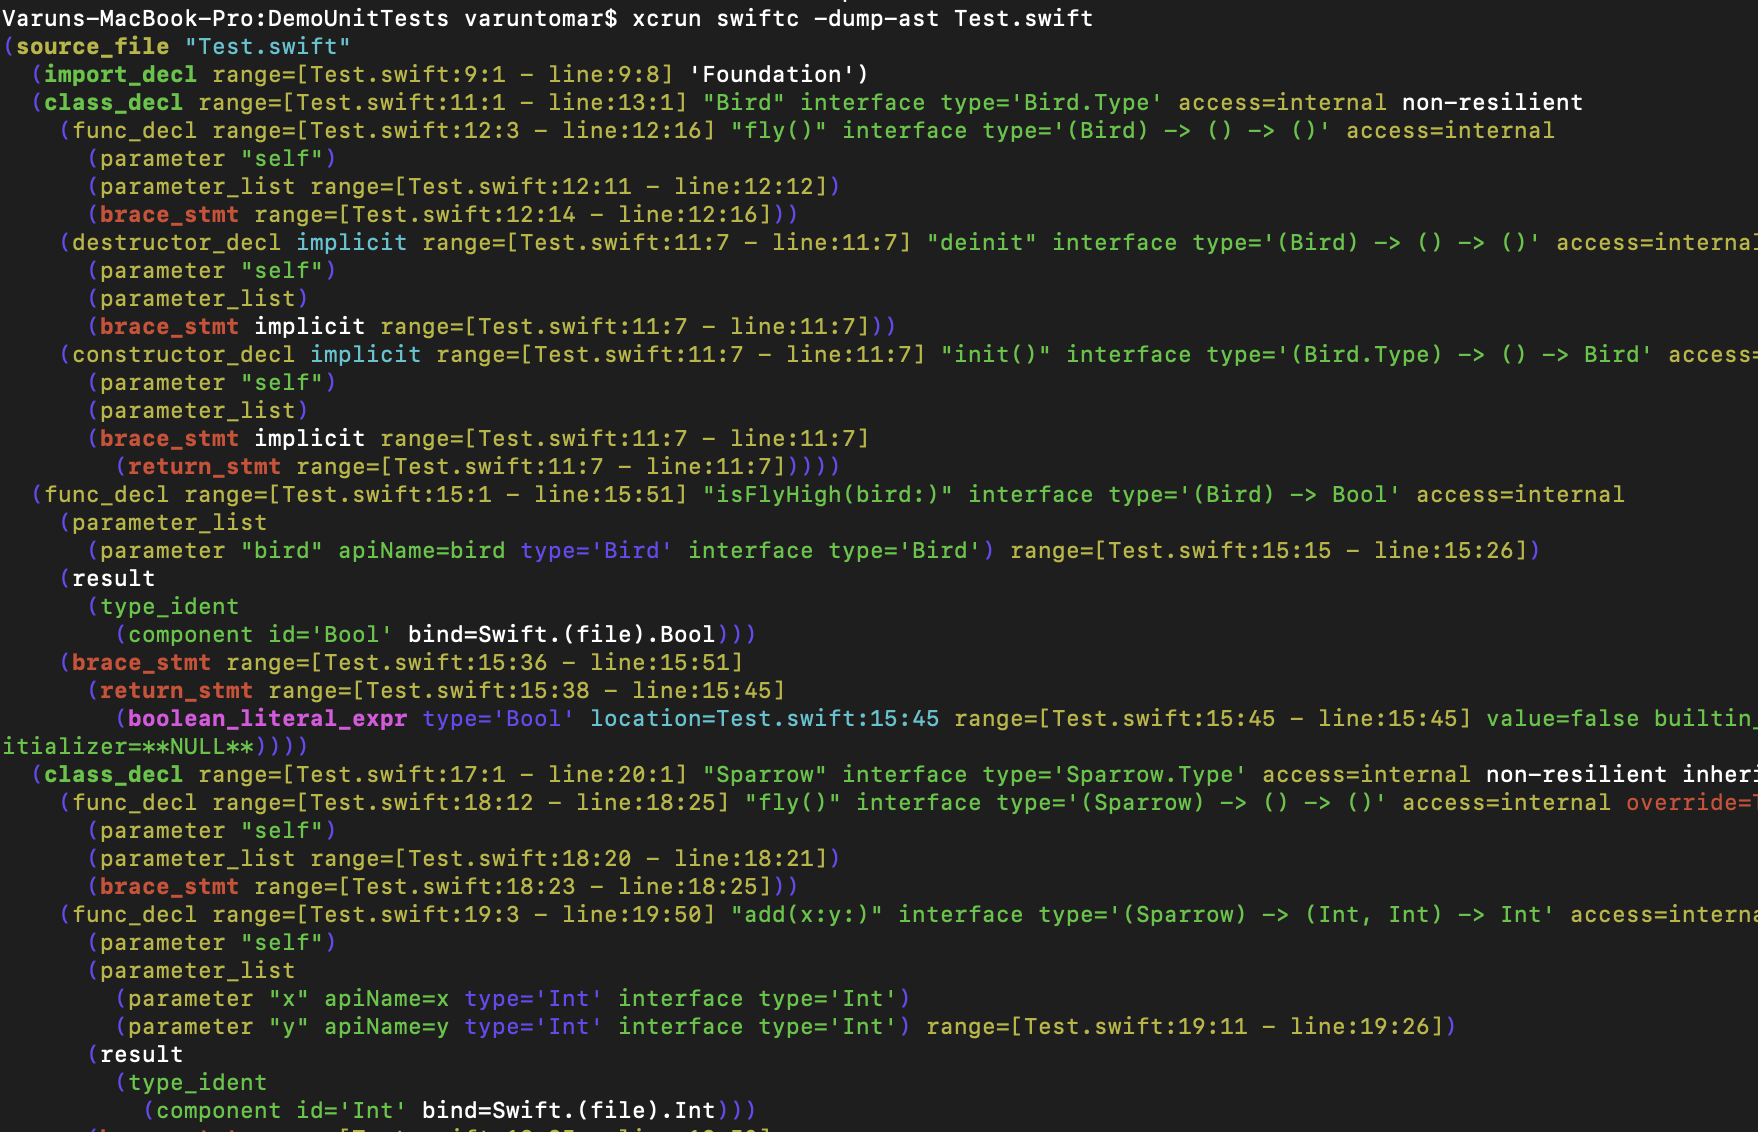 Varuns-MacBook-Pro:DemoUnitTests varuntomar$ xcrun swiftc -dump-ast Test.swift
(source_file "Test.swift"
  (import_decl range=[Test.swift:9:1 - line:9:8] 'Foundation')
  (class_decl range=[Test.swift:11:1 - line:13:1] "Bird" interface type='Bird.Type' access=internal non-resilient
    (func_decl range=[Test.swift:12:3 - line:12:16] "fly()" interface type='(Bird) -> () -> ()' access=internal
      (parameter "self")
      (parameter_list range=[Test.swift:12:11 - line:12:12])
      (brace_stmt range=[Test.swift:12:14 - line:12:16]))
    (destructor_decl implicit range=[Test.swift:11:7 - line:11:7] "deinit" interface type='(Bird) -> () -> ()' access=internal
      (parameter "self")
      (parameter_list)
      (brace_stmt implicit range=[Test.swift:11:7 - line:11:7]))
    (constructor_decl implicit range=[Test.swift:11:7 - line:11:7] "init()" interface type='(Bird.Type) -> () -> Bird' access=
      (parameter "self")
      (parameter_list)
      (brace_stmt implicit range=[Test.swift:11:7 - line:11:7]
        (return_stmt range=[Test.swift:11:7 - line:11:7]))))
  (func_decl range=[Test.swift:15:1 - line:15:51] "isFlyHigh(bird:)" interface type='(Bird) -> Bool' access=internal
    (parameter_list
      (parameter "bird" apiName=bird type='Bird' interface type='Bird') range=[Test.swift:15:15 - line:15:26])
    (result
      (type_ident
        (component id='Bool' bind=Swift.(file).Bool)))
    (brace_stmt range=[Test.swift:15:36 - line:15:51]
      (return_stmt range=[Test.swift:15:38 - line:15:45]
        (boolean_literal_expr type='Bool' location=Test.swift:15:45 range=[Test.swift:15:45 - line:15:45] value=false builtin_
itializer=**NULL**))))
  (class_decl range=[Test.swift:17:1 - line:20:1] "Sparrow" interface type='Sparrow.Type' access=internal non-resilient inheri
    (func_decl range=[Test.swift:18:12 - line:18:25] "fly()" interface type='(Sparrow) -> () -> ()' access=internal override=
      (parameter "self")
      (parameter_list range=[Test.swift:18:20 - line:18:21])
      (brace_stmt range=[Test.swift:18:23 - line:18:25]))
    (func_decl range=[Test.swift:19:3 - line:19:50] "add(x:y:)" interface type='(Sparrow) -> (Int, Int) -> Int' access=interna
      (parameter "self")
      (parameter_list
        (parameter "x" apiName=x type='Int' interface type='Int')
        (parameter "y" apiName=y type='Int' interface type='Int') range=[Test.swift:19:11 - line:19:26])
      (result
        (type_ident
          (component id='Int' bind=Swift.(file).Int)))